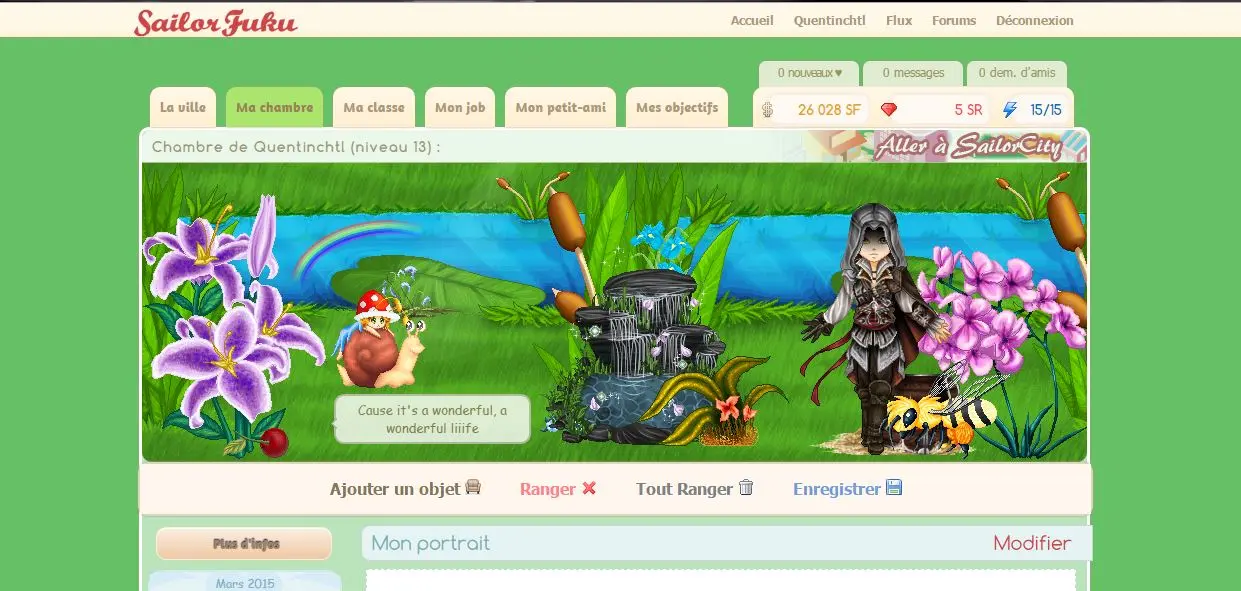 SailorFuku
Accueil Quentinchtl Flux Forums Déconnexion
0 nouveaux ♥ 0 messages 0 dem. d'amis
La ville Ma chambre Ma classe Mon job Mon petit-ami Mes objectifs
26 028 SF 5 SR 15/15
Chambre de Quentinchtl (niveau 13) :
Aller à SailorCity
Cause it's a wonderful, a
wonderful liiife
Ajouter un objet Ranger Tout Ranger Enregistrer
Plus d'infos
Mon portrait Modifier
Mars 2015